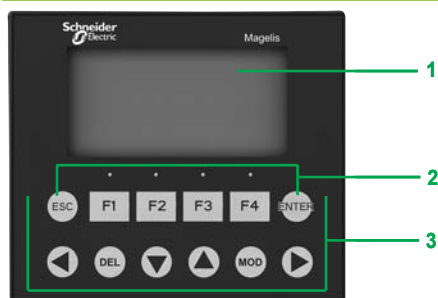 Schneider
Electric
Magelis
1
2
ESC F1 F2 F3 F4 ENTER
3
DEL MOD